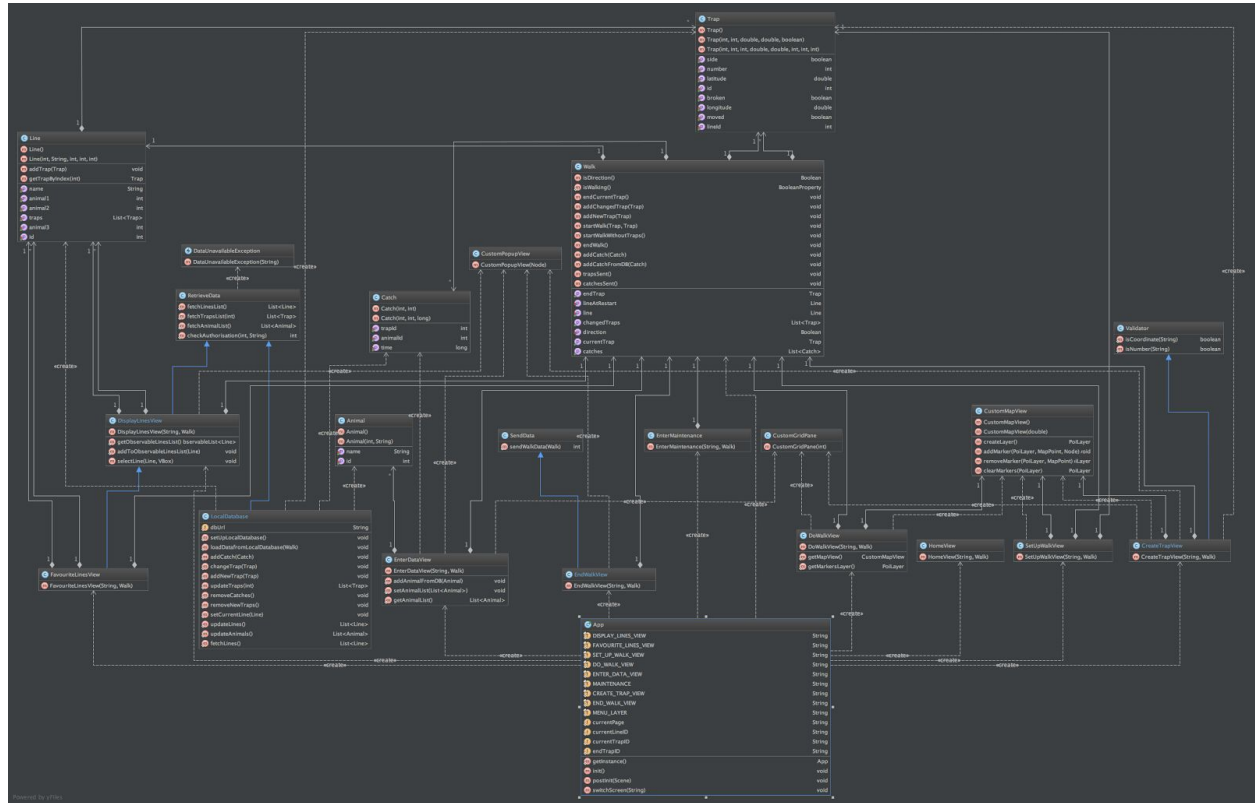 Trap
Trap()
Trap(int, int, double, double, boolean)
Trap(int, int, int, double, double, int, int, int)
side boolean
number int
latitude double
id int
broken boolean
longitude double
moved boolean
lineId int
Line
Line()
Line(int, String, int, int, int)
addTrap(Trap) void
getTrapByIndex(int) Trap
name String
animal1 int
animal2 int
traps List<Trap>
animal3 int
id int
Walk
isDirection() Boolean
isWalking() BooleanProperty
endCurrentTrap() void
addChangedTrap(Trap) void
addNewTrap(Trap) void
startWalk(Trap, Trap) void
startWalkWithoutTraps() void
endWalk() void
addCatch(Catch) void
addCatchFromDB(Catch) void
trapsSent() void
catchesSent() void
endTrap Trap
lineAtRestart Line
line Line
changedTraps List<Trap>
direction Boolean
currentTrap Trap
catches List<Catch>
DataUnavailableException
DataUnavailableException(String)
«create»
CustomPopupView
CustomPopupView(Node)
RetrieveData
fetchLinesList() List<Line>
fetchTrapsList(int) List<Trap>
fetchAnimalList() List<Animal>
checkAuthorisation(int, String) int
Catch
Catch(int, int)
Catch(int, int, long)
trapId int
animalId int
time long
Validator
isCoordinate(String) boolean
isNumber(String) boolean
DisplayLinesView
DisplayLinesView(String, Walk)
getObservableLinesList() bservableList<Line>
addToObservableLinesList(Line) void
selectLine(Line, VBox) void
Animal
Animal()
Animal(int, String)
name String
id int
SendData
sendWalkData(Walk) int
EnterMaintenance
EnterMaintenance(String, Walk)
CustomGridPane
CustomGridPane(int)
CustomMapView
CustomMapView()
CustomMapView(double)
createLayer() PoiLayer
addMarker(PoiLayer, MapPoint, Node) roid
removeMarker(PoiLayer, MapPoint) riLayer
clearMarkers(PoiLayer) PoiLayer
LocalDatabase
dbUrl String
setUpLocalDatabase() void
loadDatafromLocalDatabase(Walk) void
addCatch(Catch) void
changeTrap(Trap) void
addNewTrap(Trap) void
updateTraps(int) List<Trap>
removeCatches() void
removeNewTraps() void
setCurrentLine(Line) void
updateLines() List<Line>
updateAnimals() List<Animal>
fetchLines() List<Line>
EnterDataView
EnterDataView(String, Walk)
addAnimalFromDB(Animal) void
setAnimalList(List<Animal>) void
getAnimalList() List<Animal>
FavouriteLinesView
FavouriteLinesView(String, Walk)
EndWalkView
EndWalkView(String, Walk)
DoWalkView
DoWalkView(String, Walk)
getMapView() CustomMapView
getMarkersLayer() PoiLayer
HomeView
HomeView(String, Walk)
SetUpWalkView
SetUpWalkView(String, Walk)
CreateTrapView
CreateTrapView(String, Walk)
App
DISPLAY_LINKS_VIEW String
FAVOURITE_LINES_VIEW String
SET_UP_WALK_VIEW String
DO_WALK_VIEW String
ENTER_DATA_VIEW String
MAINTENANCE String
CREATE_TRAP_VIEW String
END_WALK_VIEW String
MENU_LAYER String
currentPage String
currentLineID String
currentTrapID String
endTrapID String
getInstance() App
init() void
postInit(Scene) void
switchScreen(String) void
Powered by yFiles